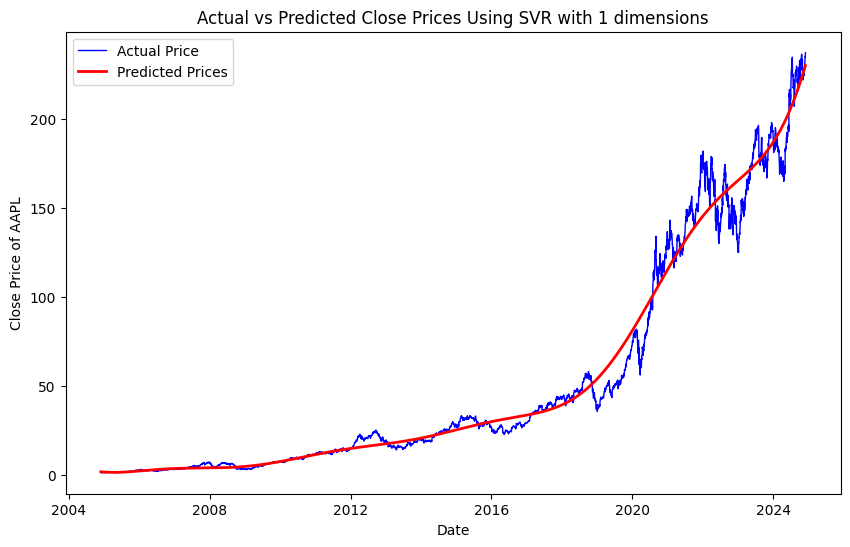 Actual vs Predicted Close Prices Using SVR with 1 dimensions
Actual Price
Predicted Prices
Close Price of AAPL
200
150
100
50
0
2004 2008 2012 2016 2020 2024
Date